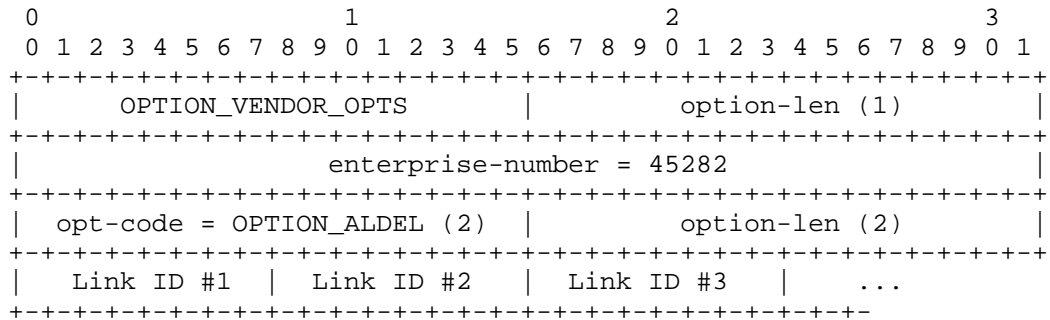 0                   1                   2                   3
 0 1 2 3 4 5 6 7 8 9 0 1 2 3 4 5 6 7 8 9 0 1 2 3 4 5 6 7 8 9 0 1
+-+-+-+-+-+-+-+-+-+-+-+-+-+-+-+-+-+-+-+-+-+-+-+-+-+-+-+-+-+-+-+-+
|      OPTION_VENDOR_OPTS       |         option-len (1)        |
+-+-+-+-+-+-+-+-+-+-+-+-+-+-+-+-+-+-+-+-+-+-+-+-+-+-+-+-+-+-+-+-+
|                   enterprise-number = 45282                   |
+-+-+-+-+-+-+-+-+-+-+-+-+-+-+-+-+-+-+-+-+-+-+-+-+-+-+-+-+-+-+-+-+
|  opt-code = OPTION_ALDEL (2)  |         option-len (2)        |
+-+-+-+-+-+-+-+-+-+-+-+-+-+-+-+-+-+-+-+-+-+-+-+-+-+-+-+-+-+-+-+-+
|   Link ID #1  |  Link ID #2   |  Link ID #3   |    ...
+-+-+-+-+-+-+-+-+-+-+-+-+-+-+-+-+-+-+-+-+-+-+-+-+-+-+-